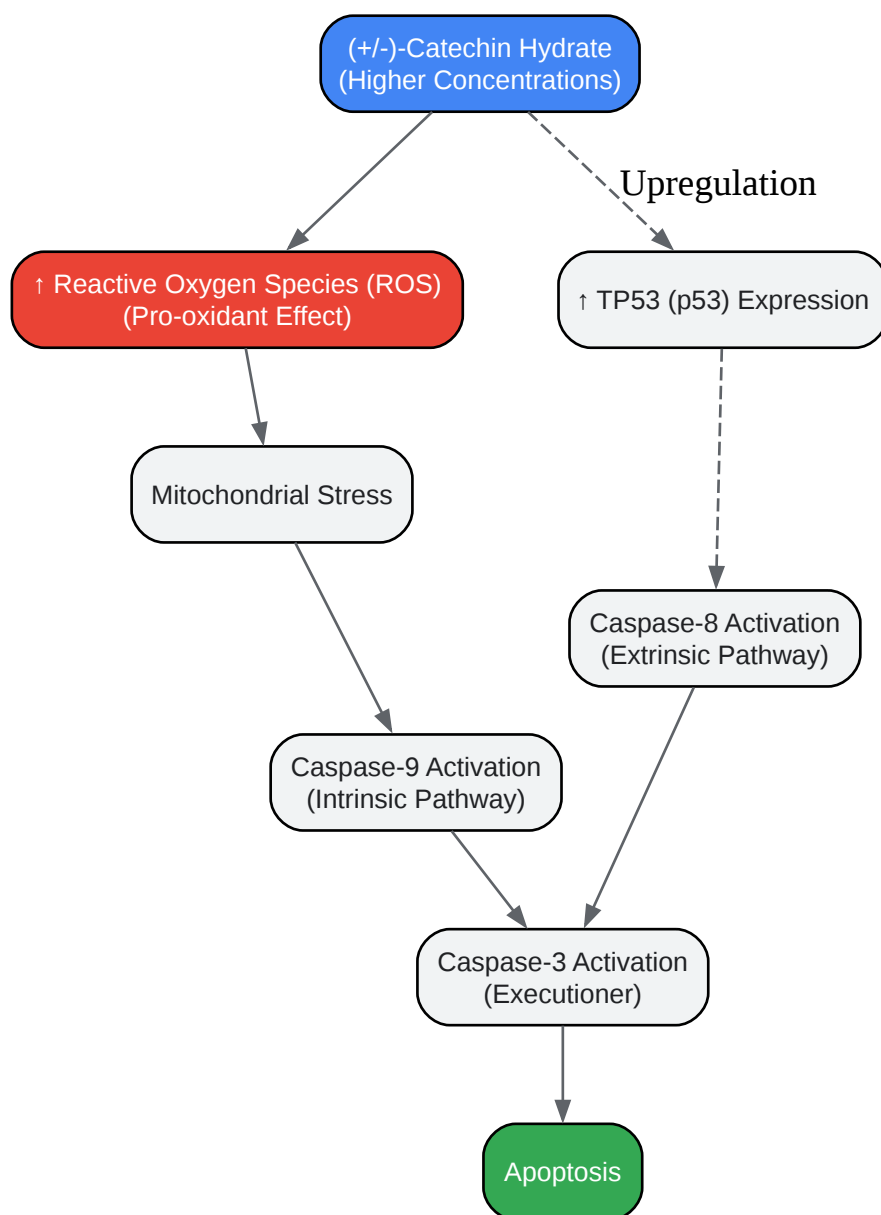 (+/-)-Catechin Hydrate
(Higher Concentrations)
Upregulation
↑ Reactive Oxygen Species (ROS)
(Pro-oxidant Effect)
↑ TP53 (p53) Expression
Mitochondrial Stress
Caspase-8 Activation
(Extrinsic Pathway)
Caspase-9 Activation
(Intrinsic Pathway)
Caspase-3 Activation
(Executioner)
Apoptosis